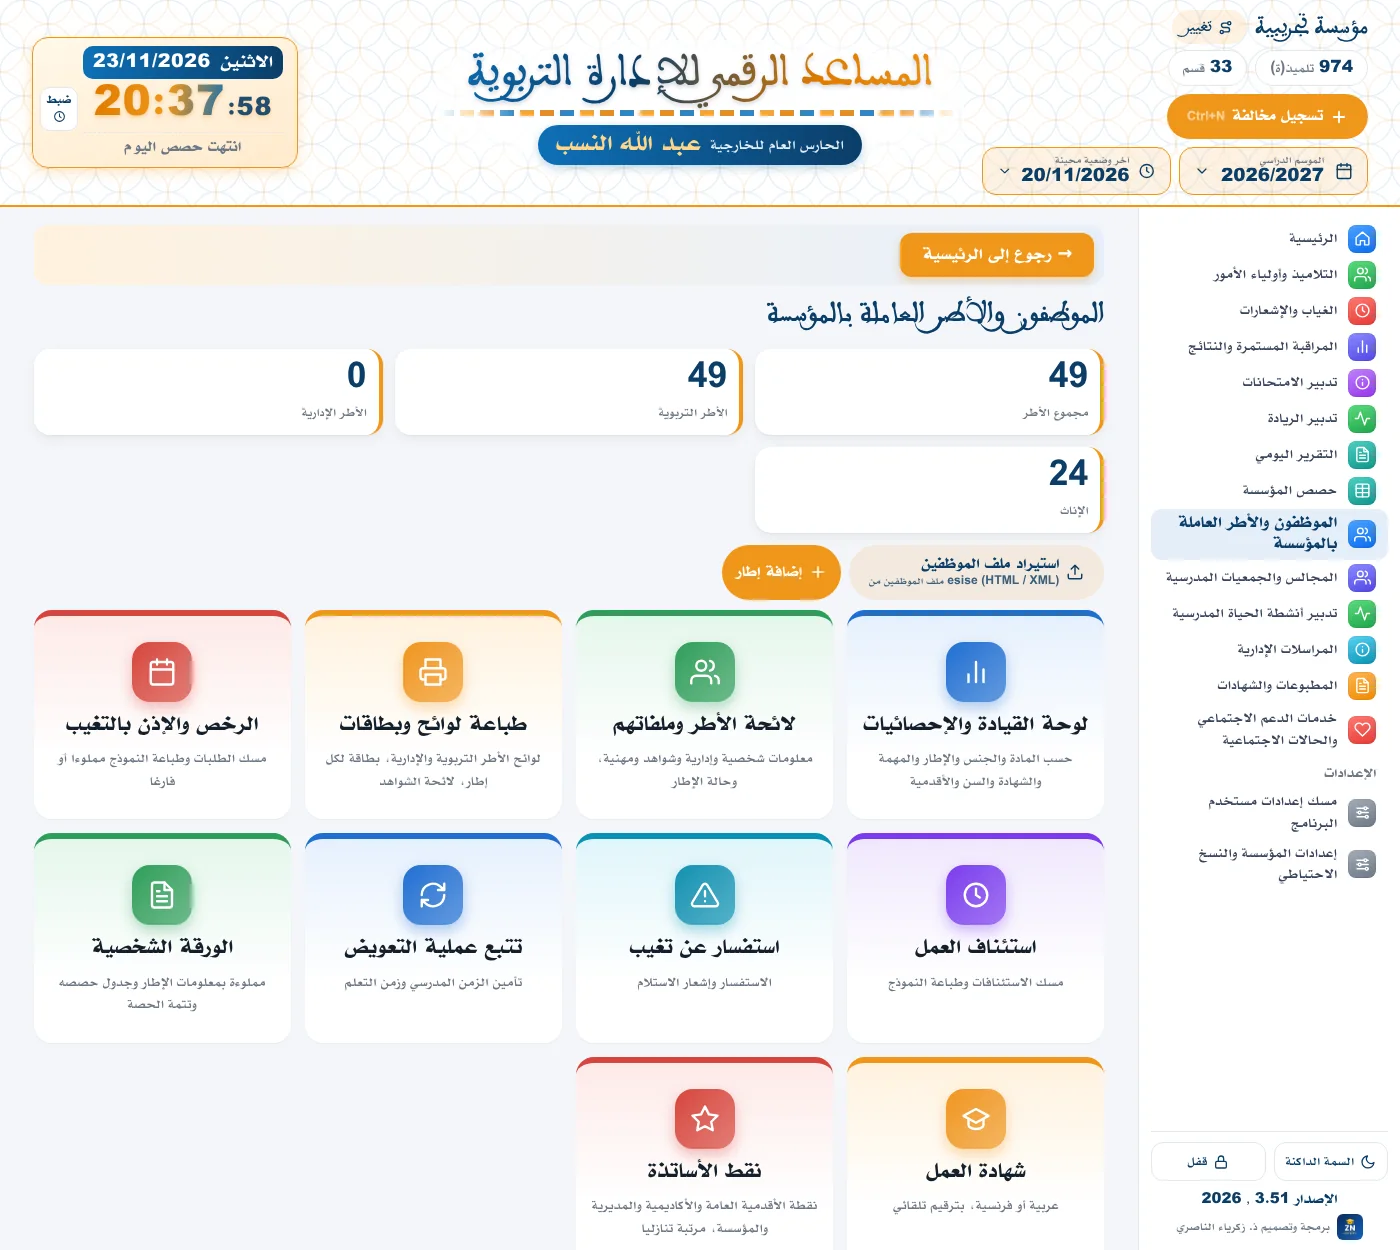 مؤسسة تجريبية
تغيير
974 تلميذ(ة)
33 قسم
تسجيل مخالفة Ctrl+N
الموسم الدراسي
2026/2027
اخر وضعية محينة
20/11/2026
المساعد الرقمي للإدارة التربوية
الحارس العام للخارجية عبد الله النسب
الاثنين 23/11/2026
20:37:58
ضبط
انتهت حصص اليوم
الرئيسية
التلاميذ وأولياء الأمور
الغياب والإشعارات
المراقبة المستمرة والنتائج
تدبير الامتحانات
تدبير الريادة
التقرير اليومي
حصص المؤسسة
الموظفون والأطر العاملة
بالمؤسسة
المجالس والجمعيات المدرسية
تدبير أنشطة الحياة المدرسية
المراسلات الإدارية
المطبوعات والشهادات
خدمات الدعم الاجتماعي
والحالات الاجتماعية
الإعدادات
مسك إعدادات مستخدم
البرنامج
إعدادات المؤسسة والنسخ
الاحتياطي
السمة الداكنة
قفل
الإصدار 3.51 , 2026
برمجة وتصميم ذ. زكرياء الناصري
ZN
→ رجوع إلى الرئيسية
الموظفون والأطر العاملة بالمؤسسة
49
مجموع الأطر
49
الأطر التربوية
0
الأطر الإدارية
24
الإناث
استيراد ملف الموظفين
ملف الموظفين من esise (HTML / XML)
إضافة إطار
لوحة القيادة والإحصائيات
حسب المادة والجنس والإطار والمهمة
والشهادة والسن والأقدمية
لائحة الأطر وملفاتهم
معلومات شخصية وإدارية وشواهد ومهنية،
وحالة الإطار
طباعة لوائح وبطاقات
لوائح الأطر التربوية والإدارية، بطاقة لكل
إطار، لائحة الشواهد
الرخص والإذن بالتغيب
مسك الطلبات وطباعة النموذج مملوءا أو
فارغا
استئناف العمل
مسك الاستئنافات وطباعة النموذج
استفسار عن تغيب
الاستفسار وإشعار الاستلام
تتبع عملية التعويض
تأمين الزمن المدرسي وزمن التعلم
الورقة الشخصية
مملوءة بمعلومات الإطار وجدول حصصه
وتتمة الحصة
شهادة العمل
عربية أو فرنسية، بترقيم تلقائي
نقط الأساتذة
نقطة الأقدمية العامة والأكاديمية والمديرية
والمؤسسة، مرتبة تنازليا